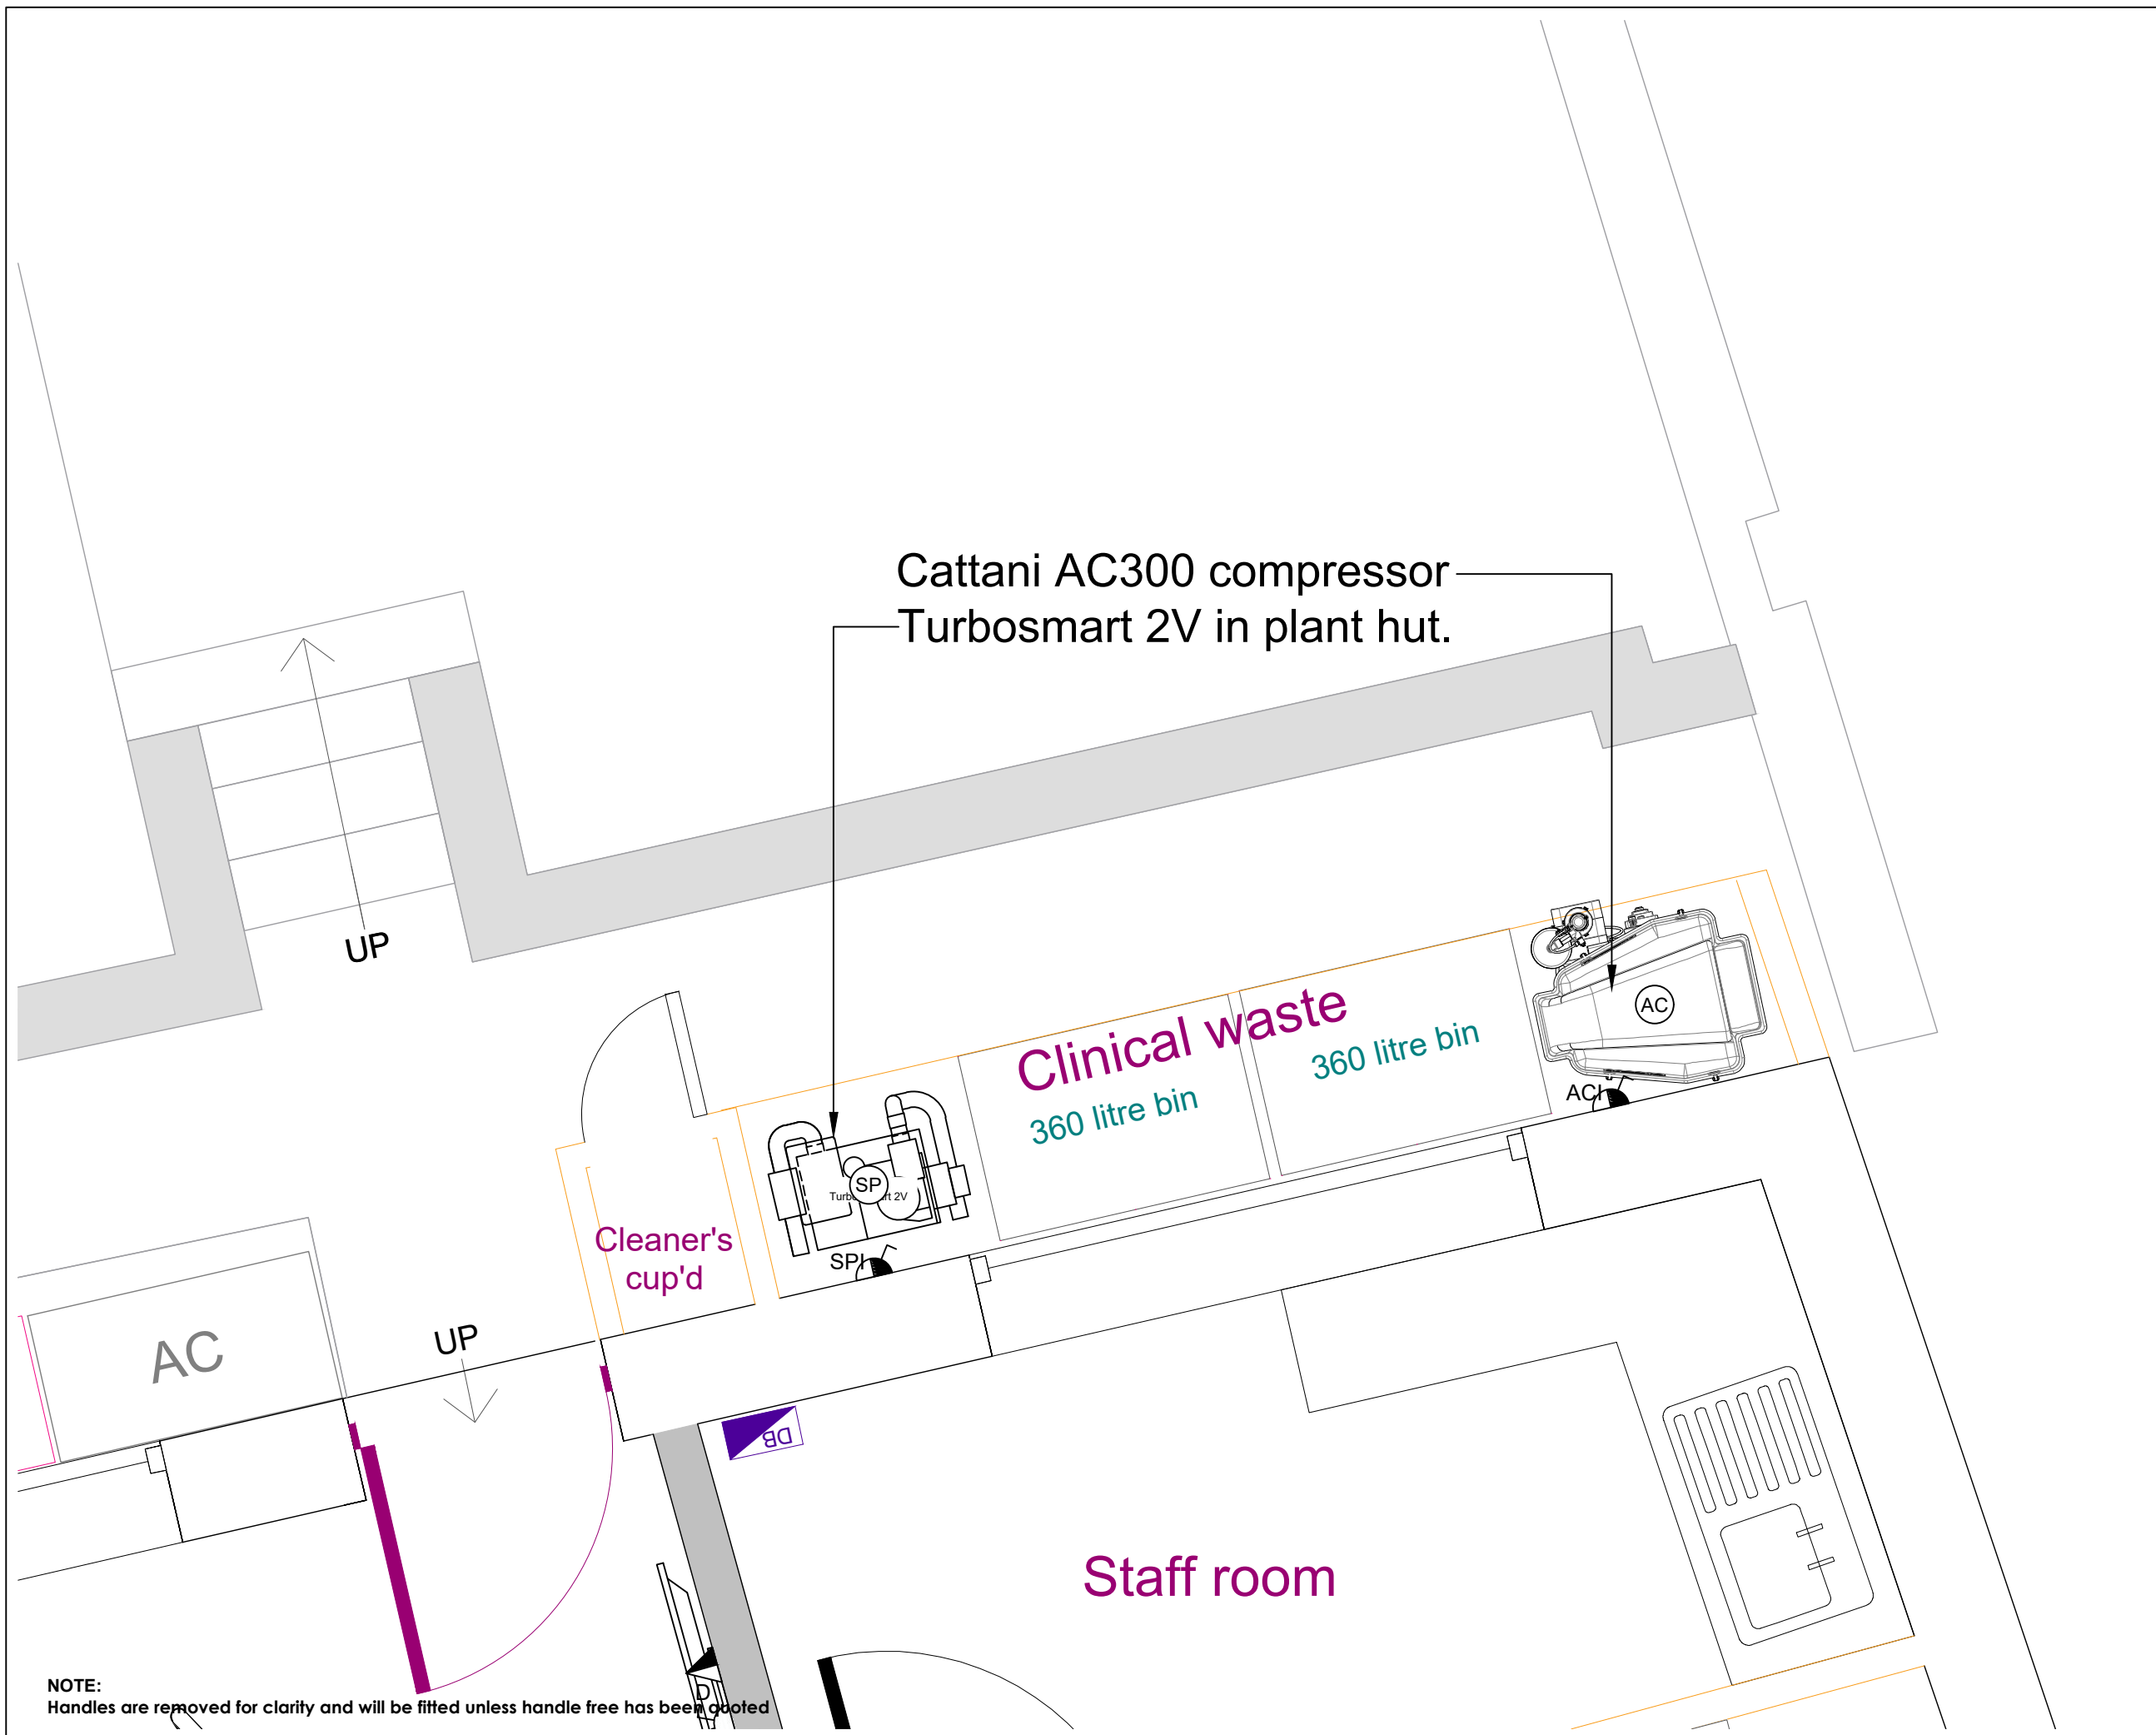 Cattani AC300 compressor
Turbosmart 2V in plant hut.
UP
Clinical waste
360 litre bin
360 litre bin
AC
ACI
SP
SPI
Cleaner's
cup'd
AC
UP
DB
Staff room
D
NOTE:
Handles are removed for clarity and will be fitted unless handle free has been quoted